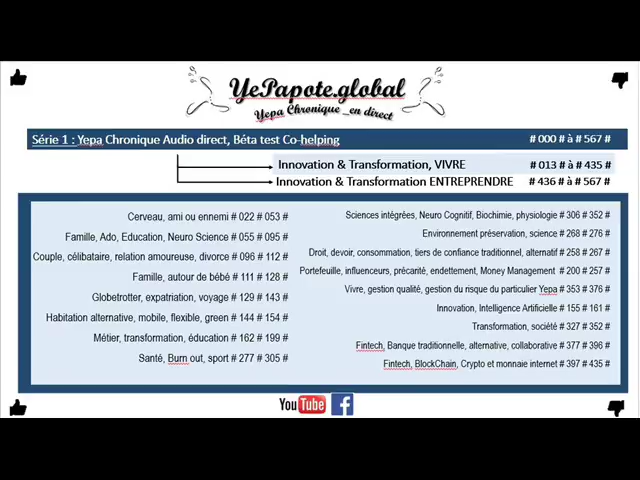 YePapote.global
Yepa Chronique _en direct
Série 1 : Yepa Chronique Audio direct, Béta test Co-helping # 000 # à # 567 #
Innovation & Transformation, VIVRE # 013 # à # 435 #
Innovation & Transformation ENTREPRENDRE # 436 # à # 567 #
Cerveau, ami ou ennemi # 022 # 053 #
Famille, Ado, Education, Neuro Science # 055 # 095 #
Couple, célibataire, relation amoureuse, divorce # 096 # 112 #
Famille, autour de bébé # 111 # 128 #
Globetrotter, expatriation, voyage # 129 # 143 #
Habitation alternative, mobile, flexible, green # 144 # 154 #
Métier, transformation, éducation # 162 # 199 #
Santé, Burn out, sport # 277 # 305 #
Sciences intégrées, Neuro Cognitif, Biochimie, physiologie # 306 # 352 #
Environnement préservation, science # 268 # 276 #
Droit, devoir, consommation, tiers de confiance traditionnel, alternatif # 258 # 267 #
Portefeuille, influenceurs, précarité, endettement, Money Management # 200 # 257 #
Vivre, gestion qualité, gestion du risque du particulier Yepa # 353 # 376 #
Innovation, Intelligence Artificielle # 155 # 161 #
Transformation, société # 327 # 352 #
Fintech, Banque traditionnelle, alternative, collaborative # 377 # 396 #
Fintech, BlockChain, Crypto et monnaie internet # 397 # 435 #
YouTube f